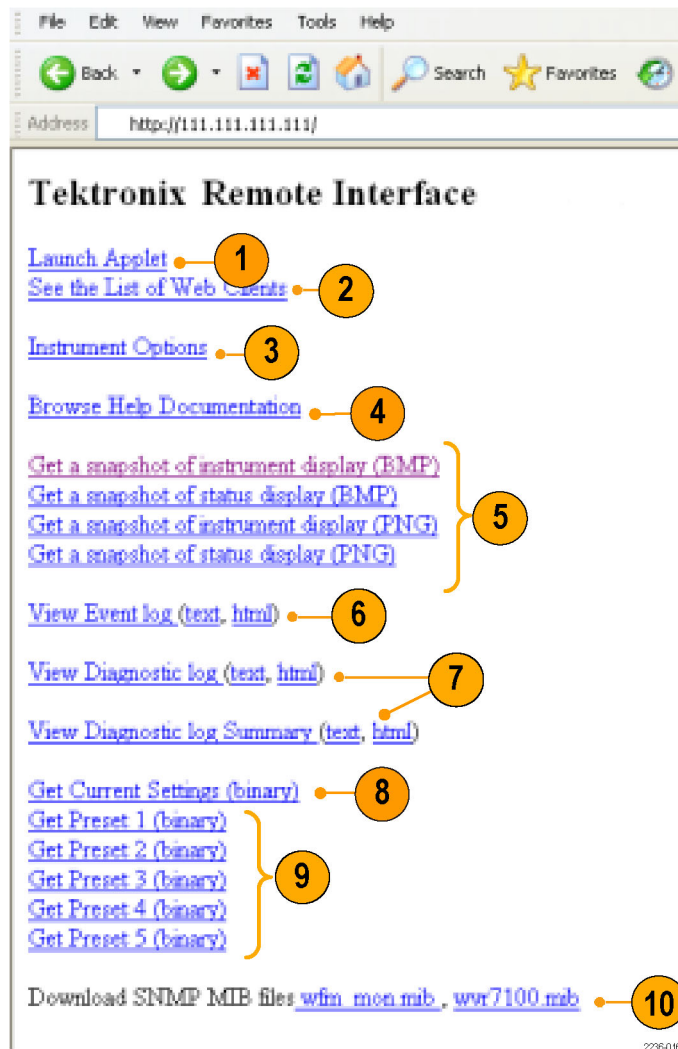 File Edit View Favorites Tools Help
Back Search Favorites
Address http://111.111.111.111/
Tektronix Remote Interface
Launch Applet 1
See the List of Web Clients 2
Instrument Options 3
Browse Help Documentation 4
Get a snapshot of instrument display (BMP)
Get a snapshot of status display (BMP)
Get a snapshot of instrument display (PNG)
Get a snapshot of status display (PNG)
5
View Event log (text, html) 6
View Diagnostic log (text, html)
7
View Diagnostic log Summary (text, html)
Get Current Settings (binary) 8
Get Preset 1 (binary)
Get Preset 2 (binary)
Get Preset 3 (binary)
Get Preset 4 (binary)
Get Preset 5 (binary)
9
Download SNMP MIB files wfm_mon.mib , wvr7100.mib 10